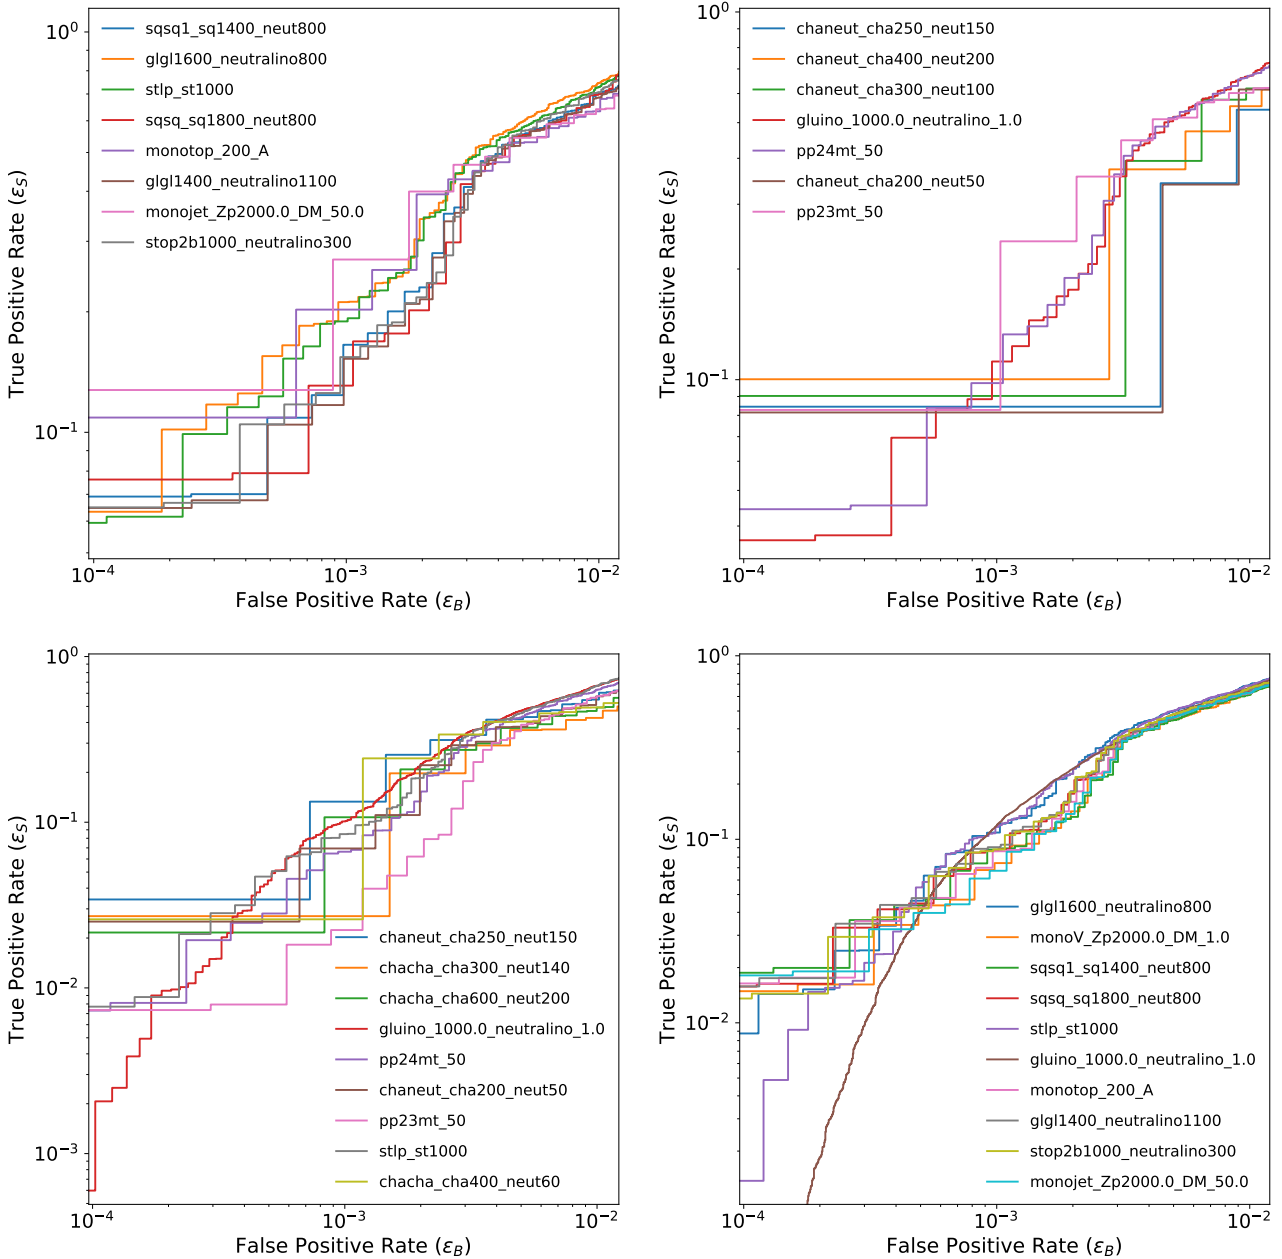 10⁰
sqsq1_sq1400_neut800
glgl1600_neutralino800
stlp_st1000
sqsq_sq1800_neut800
monotop_200_A
glgl1400_neutralino1100
monojet_Zp2000.0_DM_50.0
stop2b1000_neutralino300
True Positive Rate (εS)
10⁻¹
10⁻⁴
10⁻³
10⁻²
False Positive Rate (εB)
10⁰
chaneut_cha250_neut150
chaneut_cha400_neut200
chaneut_cha300_neut100
gluino_1000.0_neutralino_1.0
pp24mt_50
chaneut_cha200_neut50
pp23mt_50
True Positive Rate (εS)
10⁻¹
10⁻⁴
10⁻³
10⁻²
False Positive Rate (εB)
10⁰
True Positive Rate (εS)
10⁻¹
10⁻²
10⁻³
chaneut_cha250_neut150
chacha_cha300_neut140
chacha_cha600_neut200
gluino_1000.0_neutralino_1.0
pp24mt_50
chaneut_cha200_neut50
pp23mt_50
stlp_st1000
chacha_cha400_neut60
10⁻⁴
10⁻³
10⁻²
False Positive Rate (εB)
10⁰
True Positive Rate (εS)
10⁻¹
10⁻²
glgl1600_neutralino800
monoV_Zp2000.0_DM_1.0
sqsq1_sq1400_neut800
sqsq_sq1800_neut800
stlp_st1000
gluino_1000.0_neutralino_1.0
monotop_200_A
glgl1400_neutralino1100
stop2b1000_neutralino300
monojet_Zp2000.0_DM_50.0
10⁻⁴
10⁻³
10⁻²
False Positive Rate (εB)